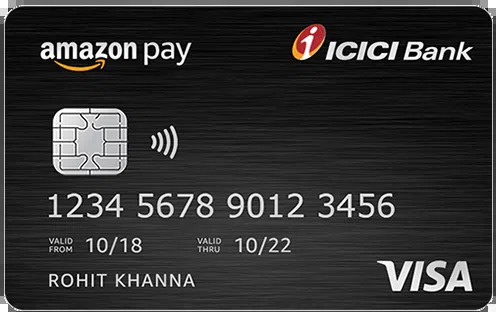 amazon pay
ICICI Bank
1234 5678 9012 3456
VALID FROM 10/18 VALID THRU 10/22
ROHIT KHANNA
VISA